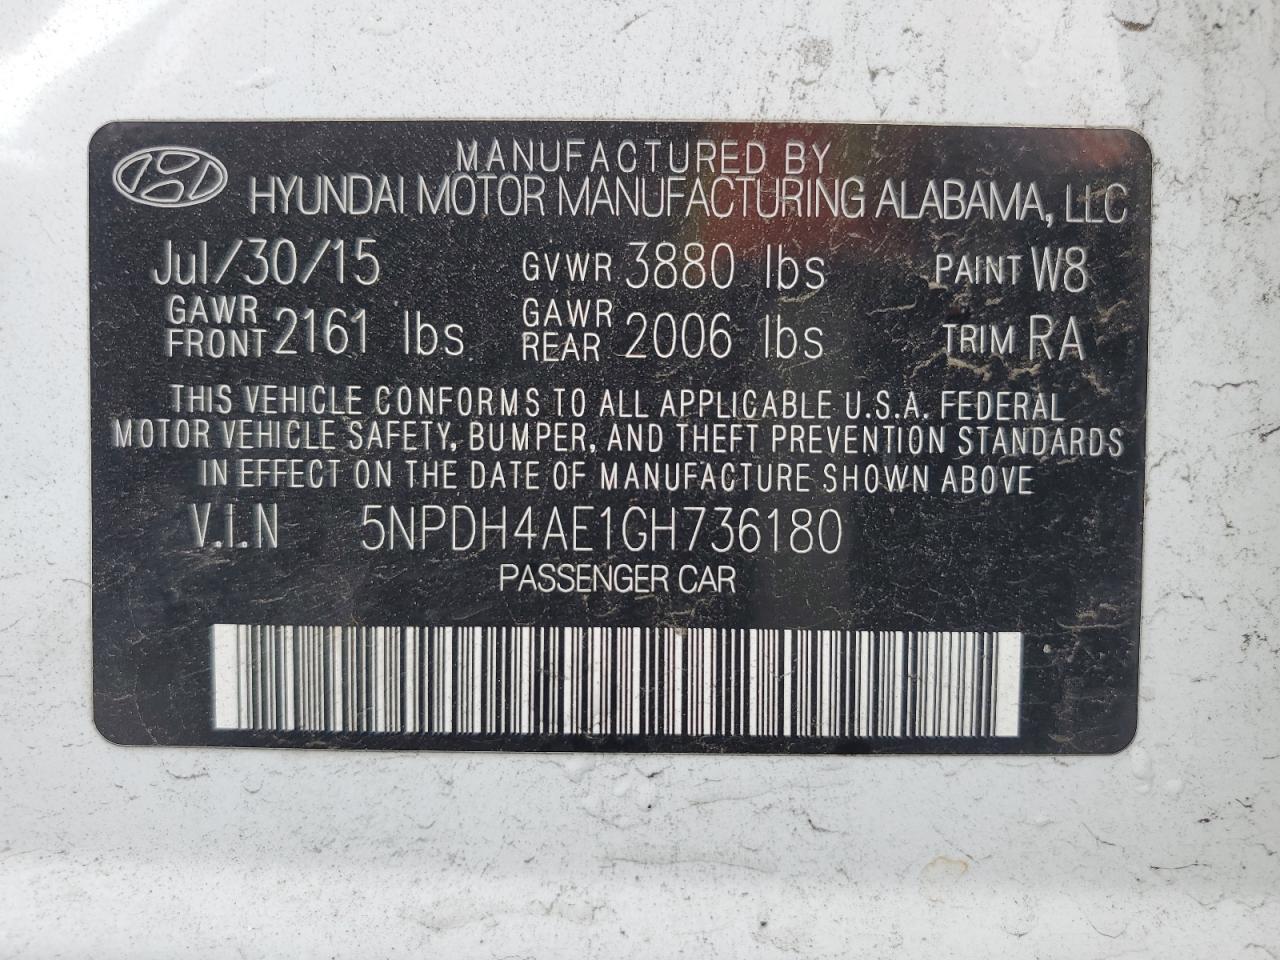 MANUFACTURED BY
HYUNDAI MOTOR MANUFACTURING ALABAMA, LLC
Jul/30/15 GVWR 3880 lbs PAINT W8
GAWR FRONT 2161 lbs GAWR REAR 2006 lbs TRIM RA
THIS VEHICLE CONFORMS TO ALL APPLICABLE U.S.A. FEDERAL
MOTOR VEHICLE SAFETY, BUMPER, AND THEFT PREVENTION STANDARDS
IN EFFECT ON THE DATE OF MANUFACTURE SHOWN ABOVE
V.i.N 5NPDH4AE1GH736180
PASSENGER CAR